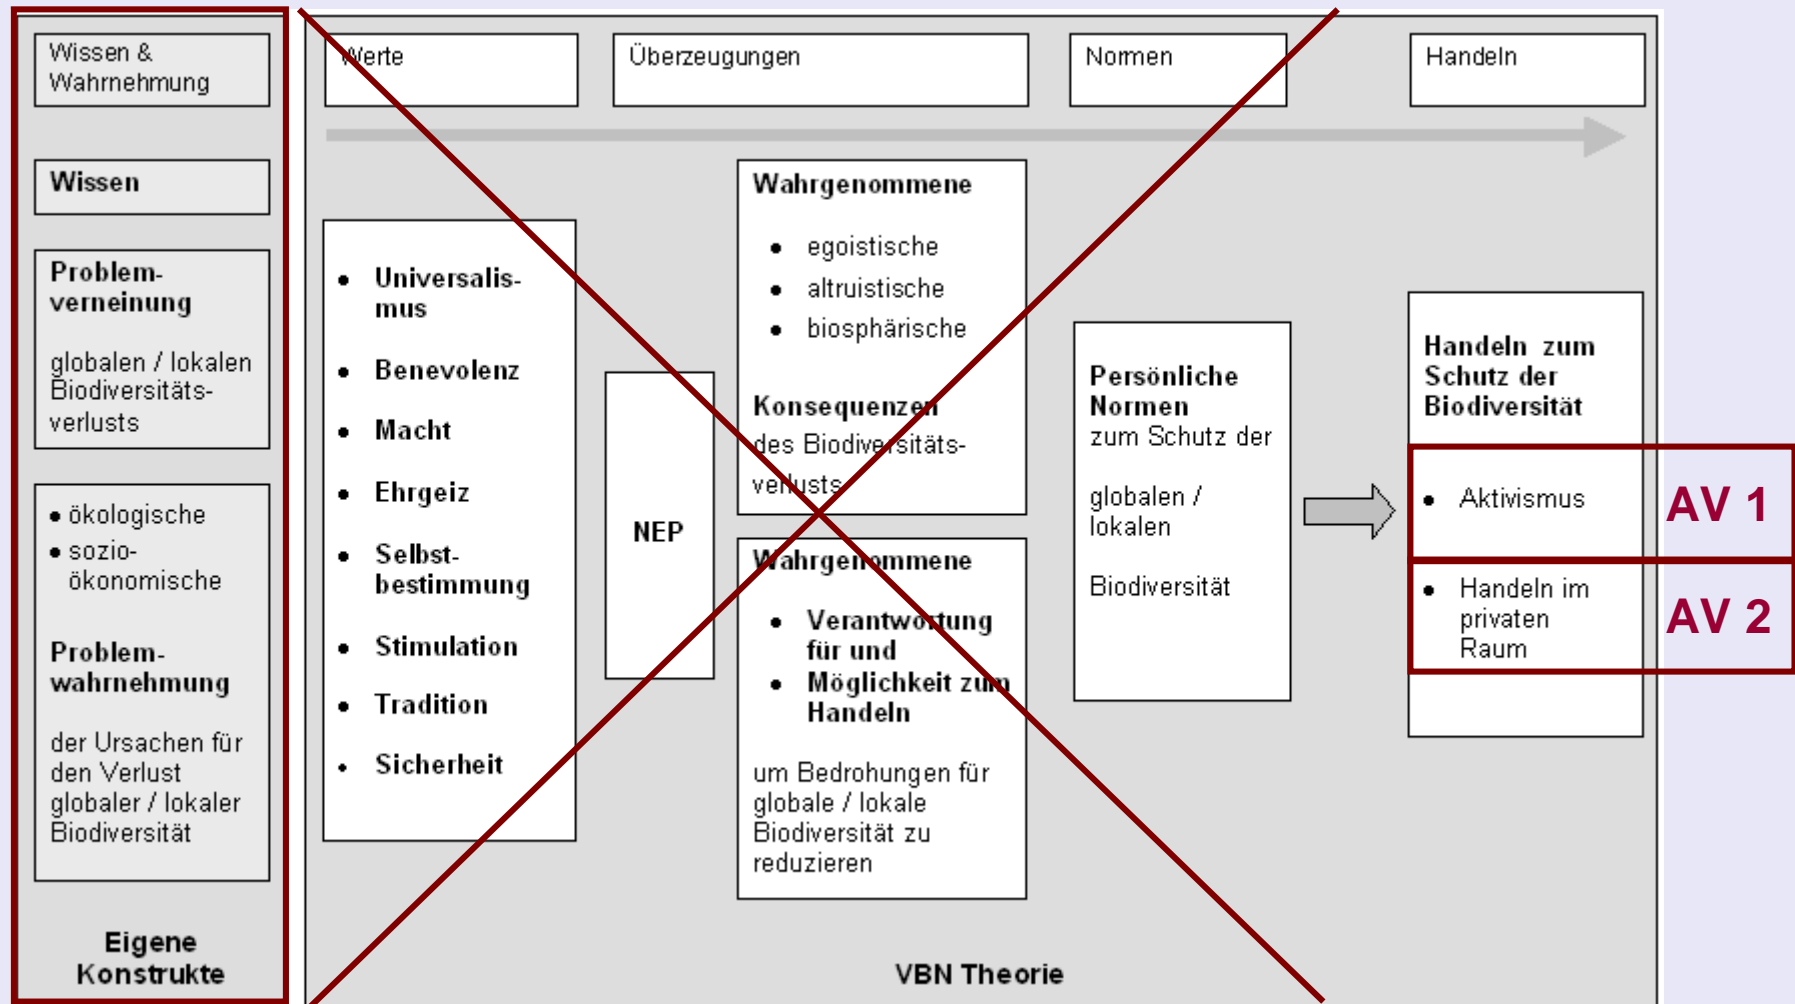 Wissen &
Wahrnehmung
Wissen
Problem-
verneinung
globalen / lokalen
Biodiversitäts-
verlusts
• ökologische
• sozio-
ökonomische
Problem-
wahrnehmung
der Ursachen für
den Verlust
globaler / lokaler
Biodiversität
Eigene
Konstrukte
Werte
Überzeugungen
Normen
Handeln
• Universalis-
mus
• Benevolenz
• Macht
• Ehrgeiz
• Selbst-
bestimmung
• Stimulation
• Tradition
• Sicherheit
NEP
Wahrgenommene
• egoistische
• altruistische
• biosphärische
Konsequenzen
des Biodiversitäts-
verlusts
Wahrgenommene
• Verantwortung
für und
• Möglichkeit zum
Handeln
um Bedrohungen für
globale / lokale
Biodiversität zu
reduzieren
Persönliche
Normen
zum Schutz der
globalen /
lokalen
Biodiversität
Handeln zum
Schutz der
Biodiversität
• Aktivismus
AV 1
• Handeln im
privaten
Raum
AV 2
VBN Theorie